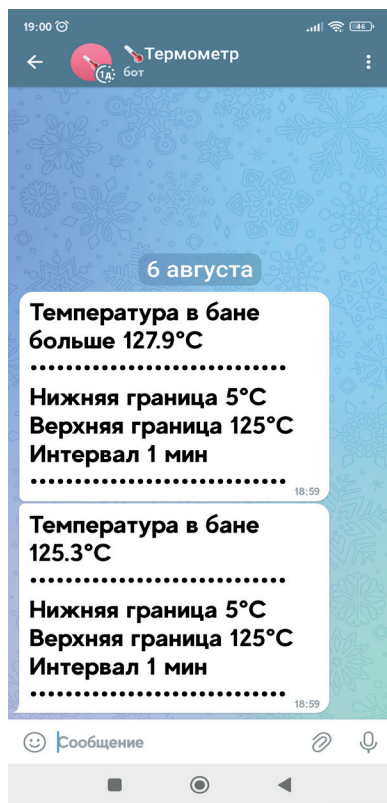 19:00
46
Термометр
1д
бот
6 августа
Температура в бане
больше 127.9°C
Нижняя граница 5°C
Верхняя граница 125°C
Интервал 1 мин
18:59
Температура в бане
125.3°C
Нижняя граница 5°C
Верхняя граница 125°C
Интервал 1 мин
18:59
Сообщение